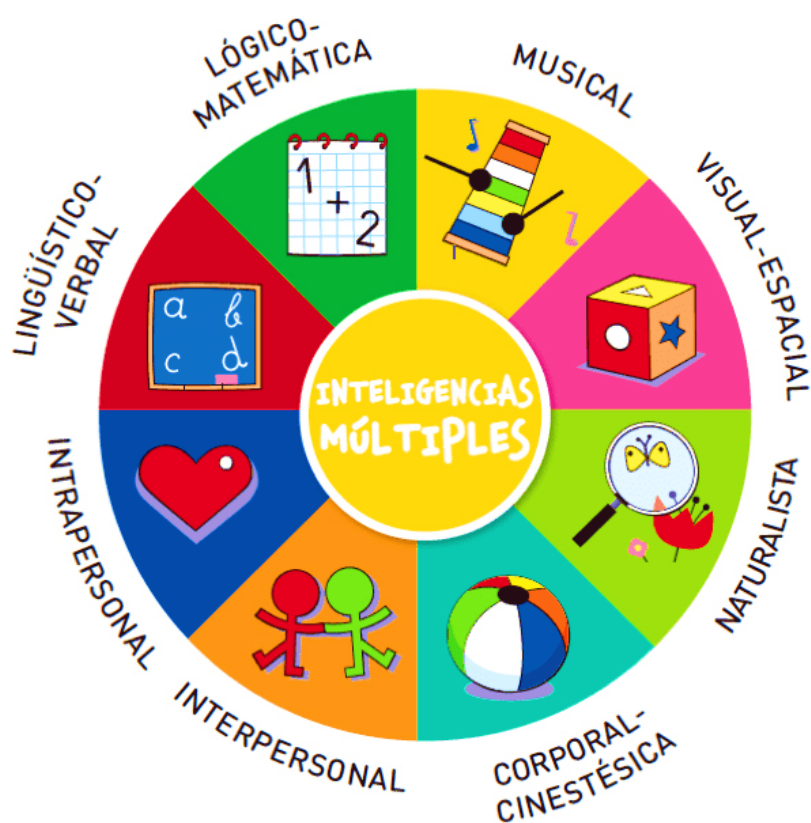 LÓGICO-
MATEMÁTICA
MUSICAL
VISUAL-ESPACIAL
NATURALISTA
CORPORAL-
CINESTÉSICA
INTERPERSONAL
INTRAPERSONAL
LINGÜÍSTICO-
VERBAL
1
+
2
a b
c d
INTELIGENCIAS
MÚLTIPLES